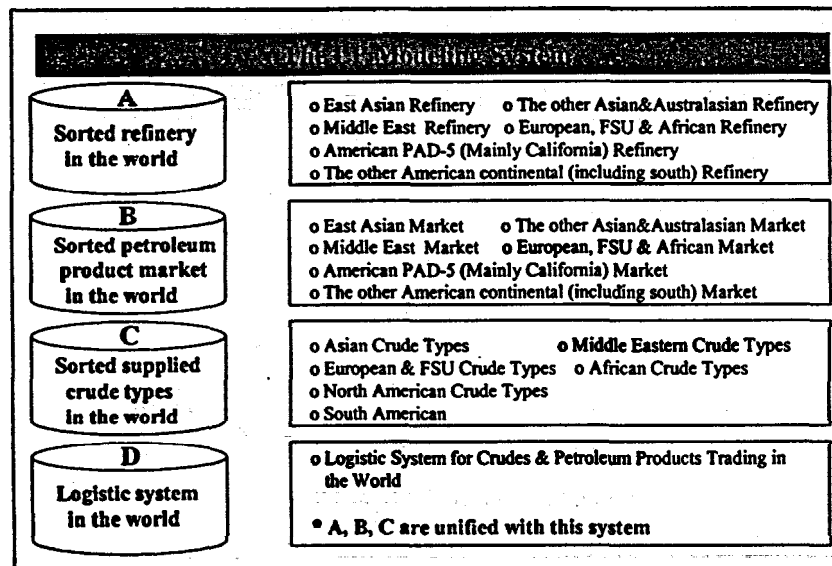 Modeling System
A
Sorted refinery
in the world
o East Asian Refinery o The other Asian&Australasian Refinery
o Middle East Refinery o European, FSU & African Refinery
o American PAD-5 (Mainly California) Refinery
o The other American continental (including south) Refinery
B
Sorted petroleum
product market
in the world
o East Asian Market o The other Asian&Australasian Market
o Middle East Market o European, FSU & African Market
o American PAD-5 (Mainly California) Market
o The other American continental (including south) Market
C
Sorted supplied
crude types
in the world
o Asian Crude Types o Middle Eastern Crude Types
o European & FSU Crude Types o African Crude Types
o North American Crude Types
o South American
D
Logistic system
in the world
o Logistic System for Crudes & Petroleum Products Trading in
the World
* A, B, C are unified with this system